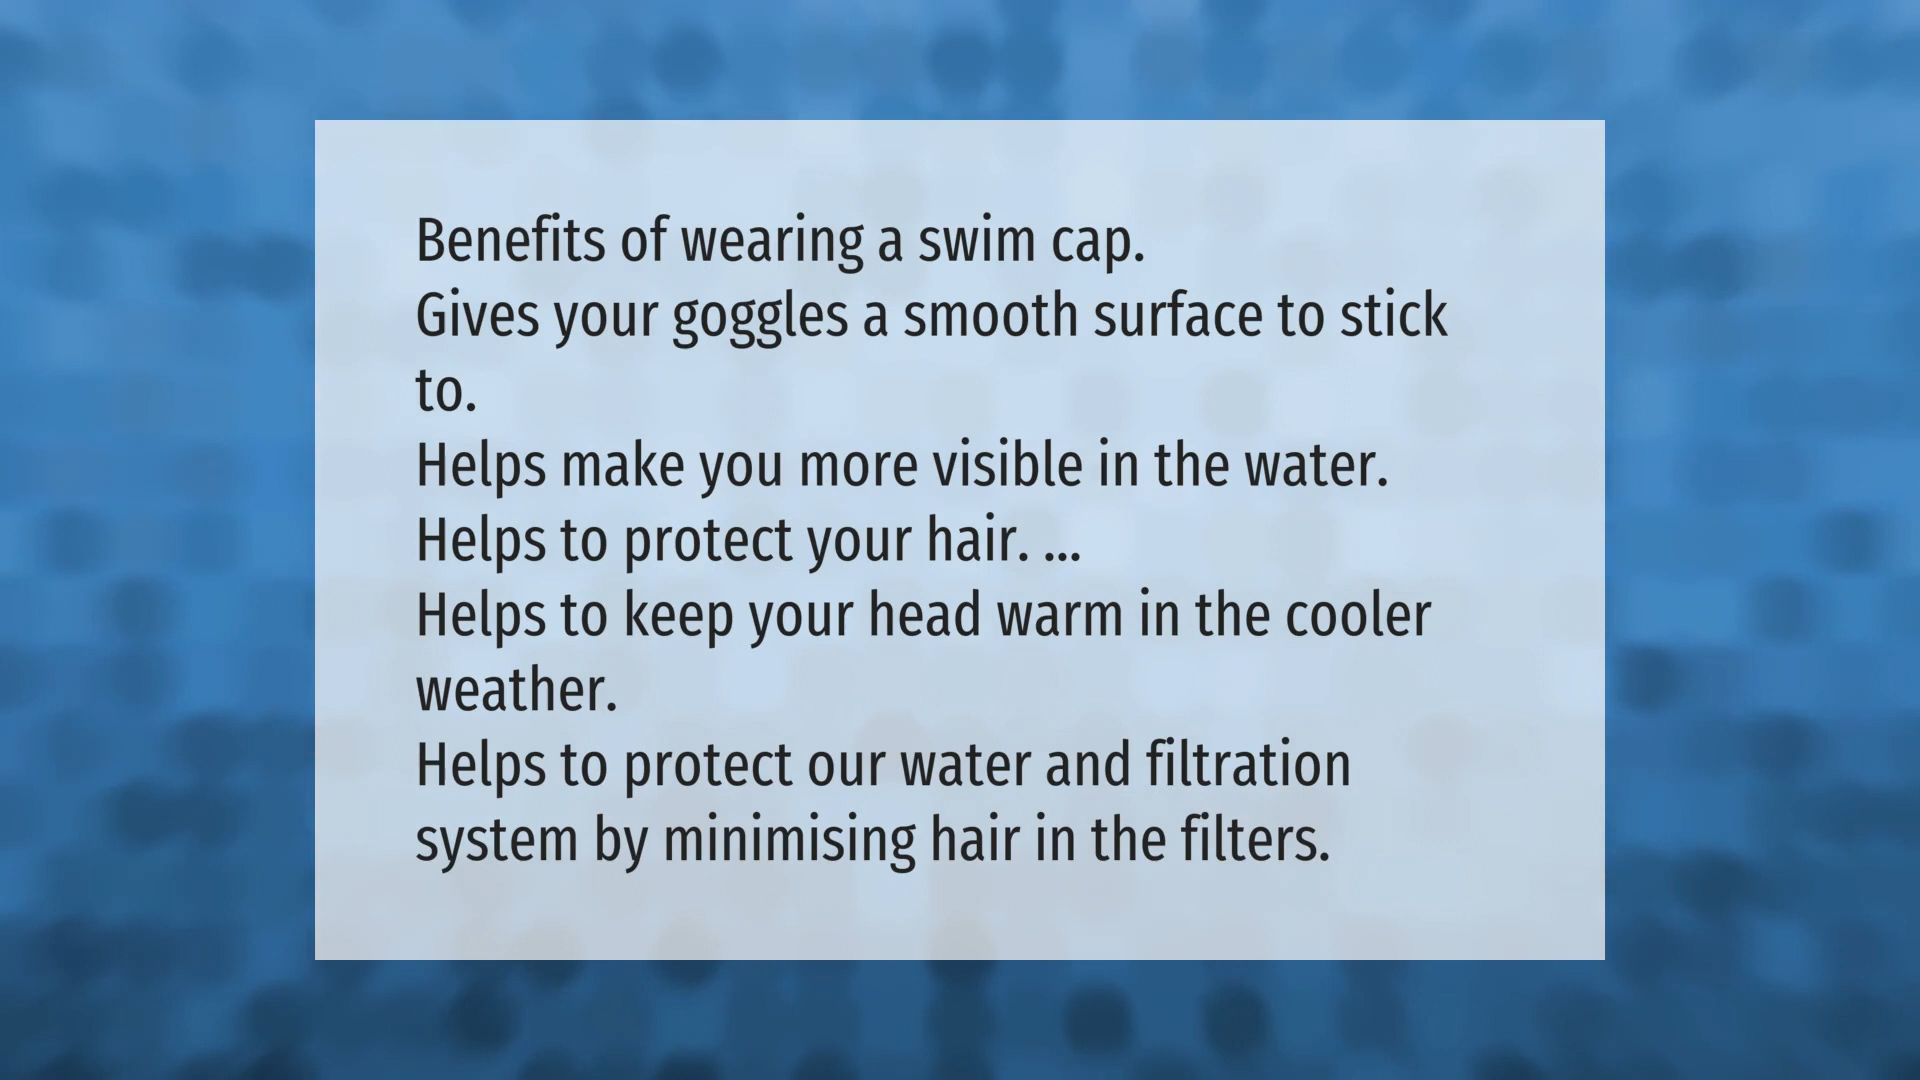 Benefits of wearing a swim cap.
Gives your goggles a smooth surface to stick
to.
Helps make you more visible in the water.
Helps to protect your hair. ...
Helps to keep your head warm in the cooler
weather.
Helps to protect our water and filtration
system by minimising hair in the filters.